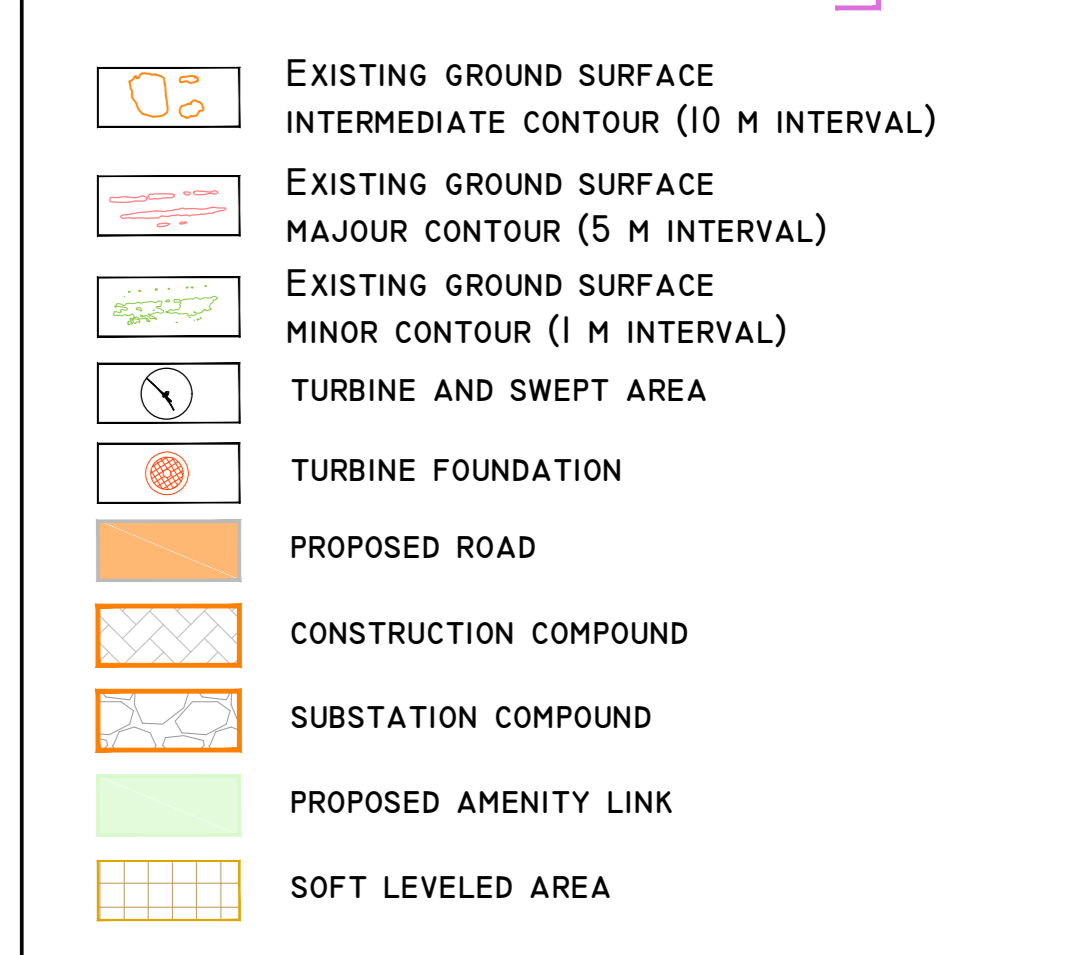 Existing ground surface
intermediate contour (10 m interval)
Existing ground surface
majour contour (5 m interval)
Existing ground surface
minor contour (1 m interval)
turbine and swept area
turbine foundation
proposed road
construction compound
substation compound
proposed amenity link
soft leveled area